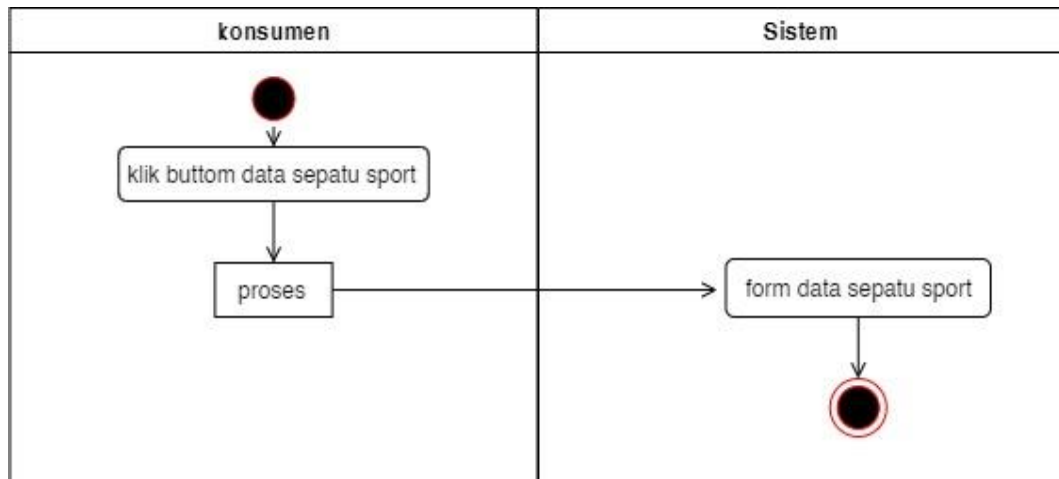 konsumen
Sistem
klik buttom data sepatu sport
proses
form data sepatu sport